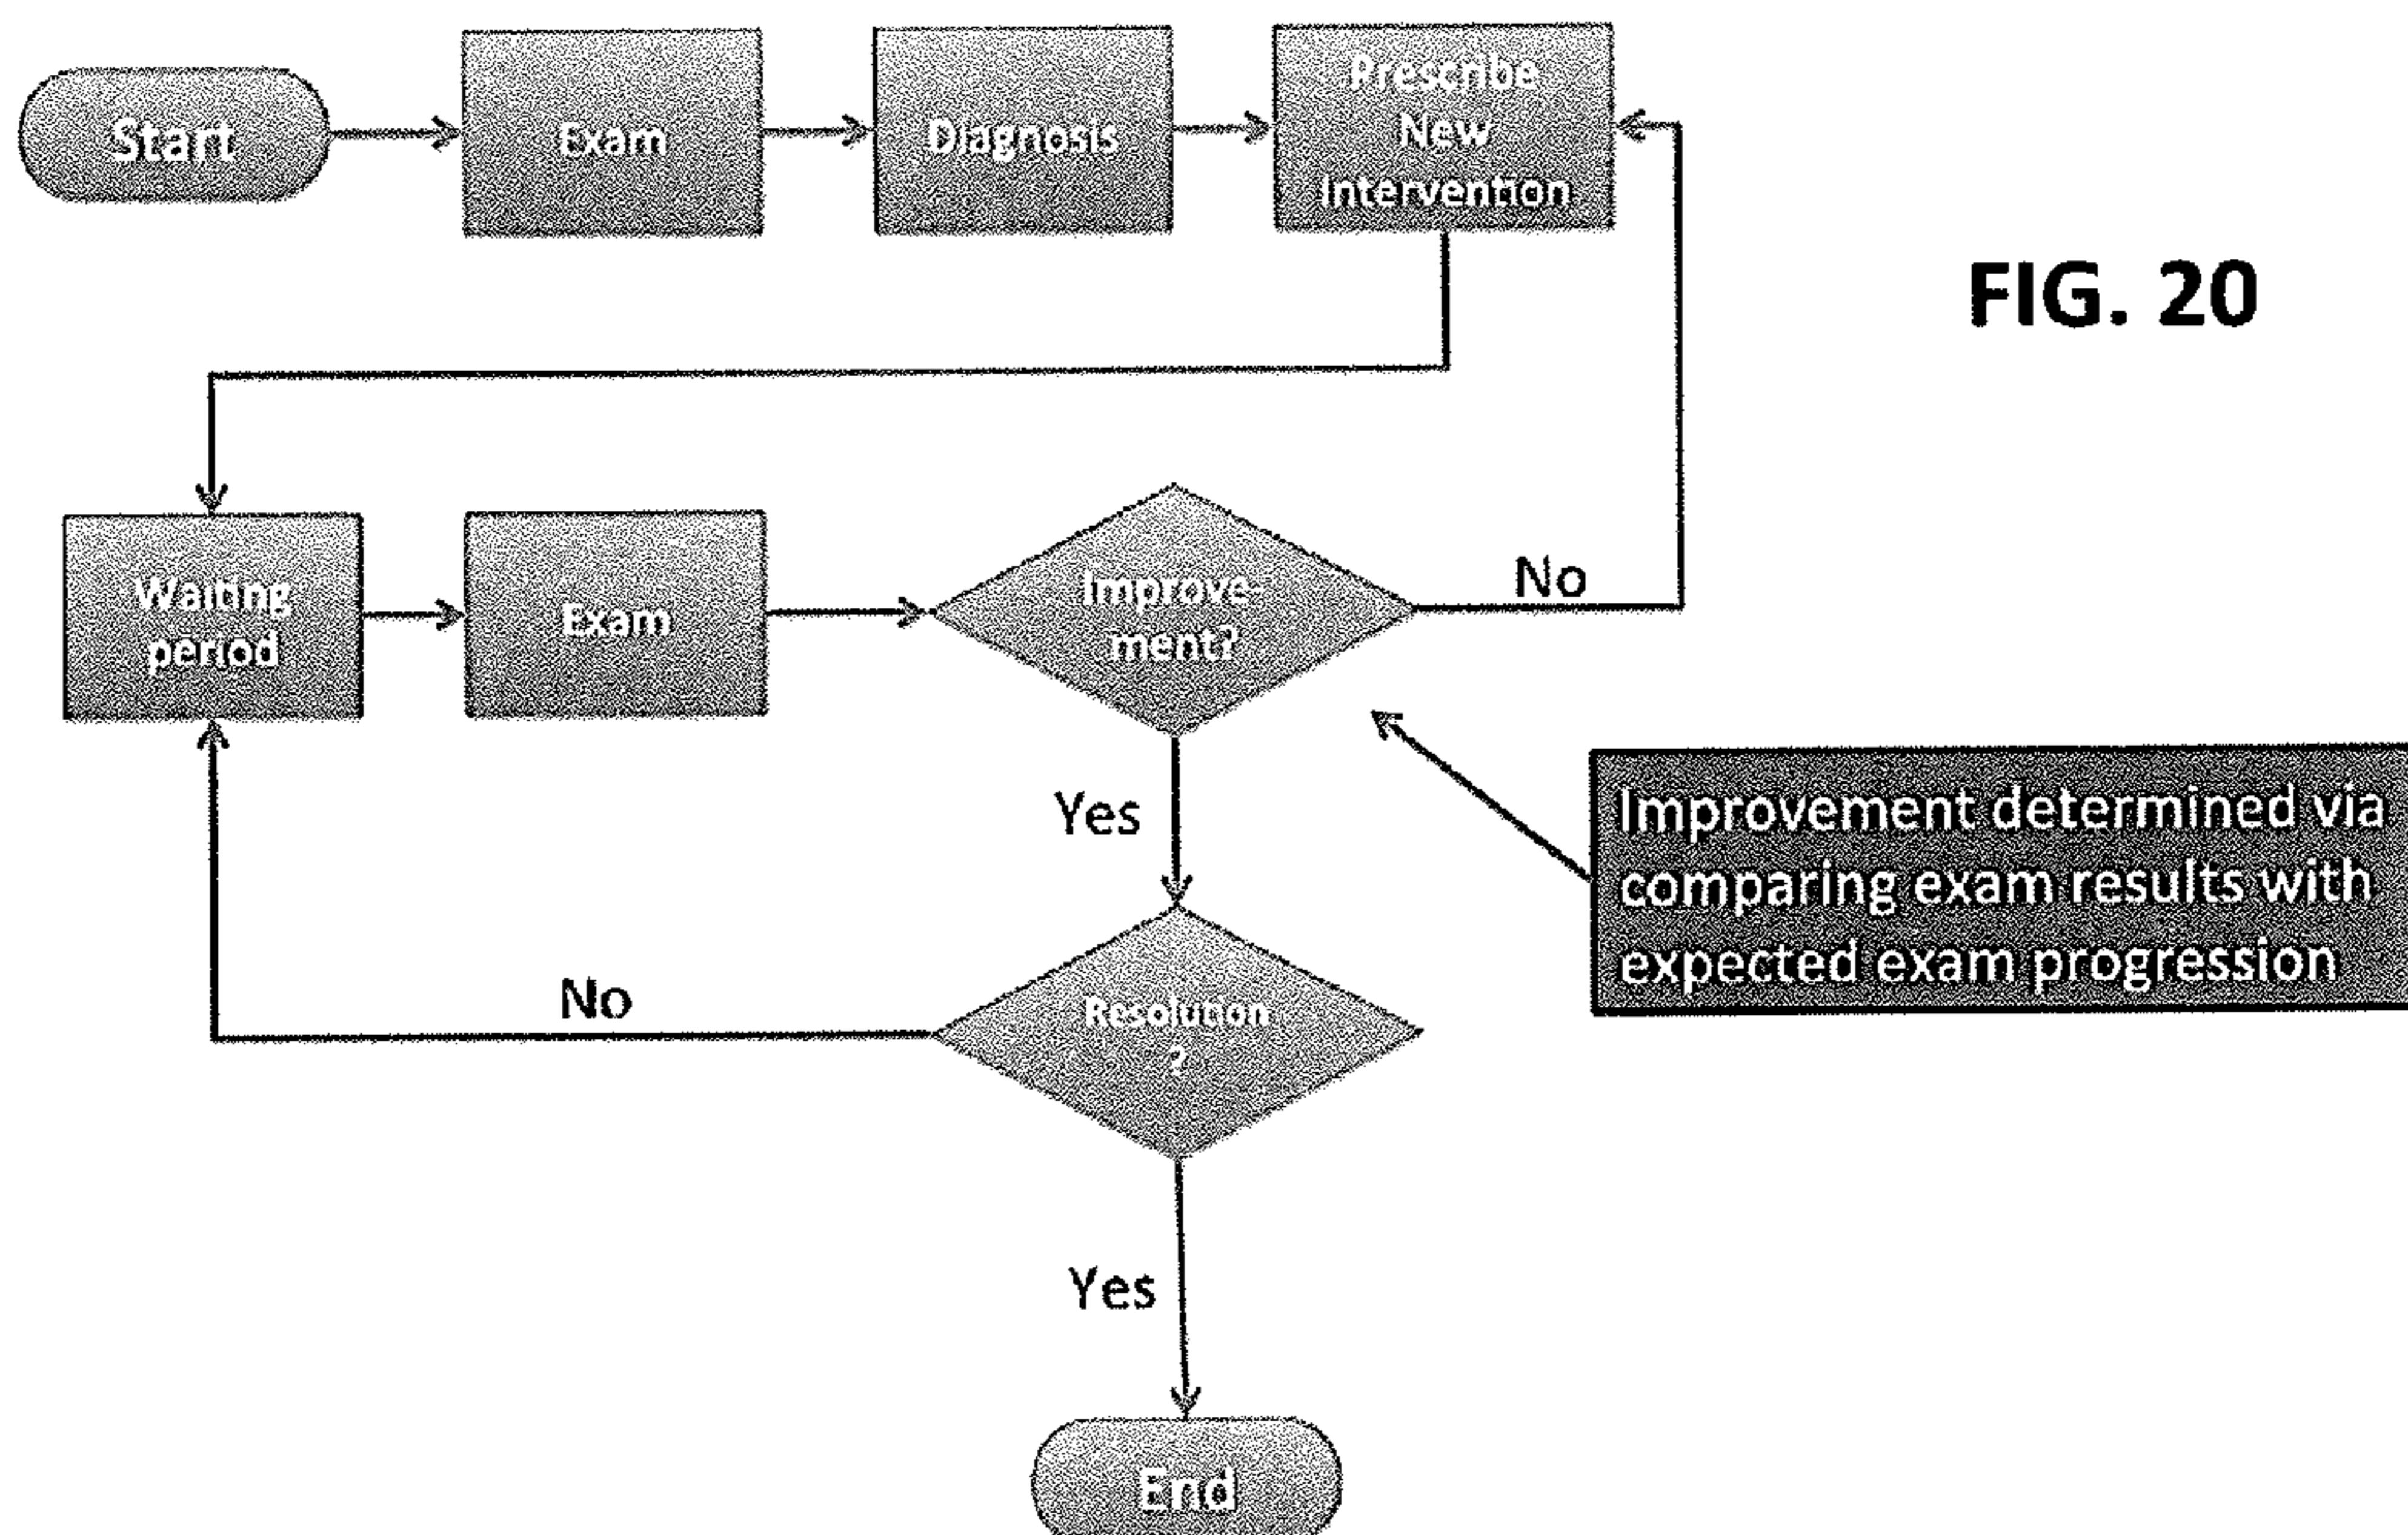 Start
Exam
Diagnosis
Prescribe
New
Intervention
FIG. 20
Waiting
period
Exam
Improve-
ment?
No
Yes
Improvement determined via
comparing exam results with
expected exam progression
No
Resolution
?
Yes
End